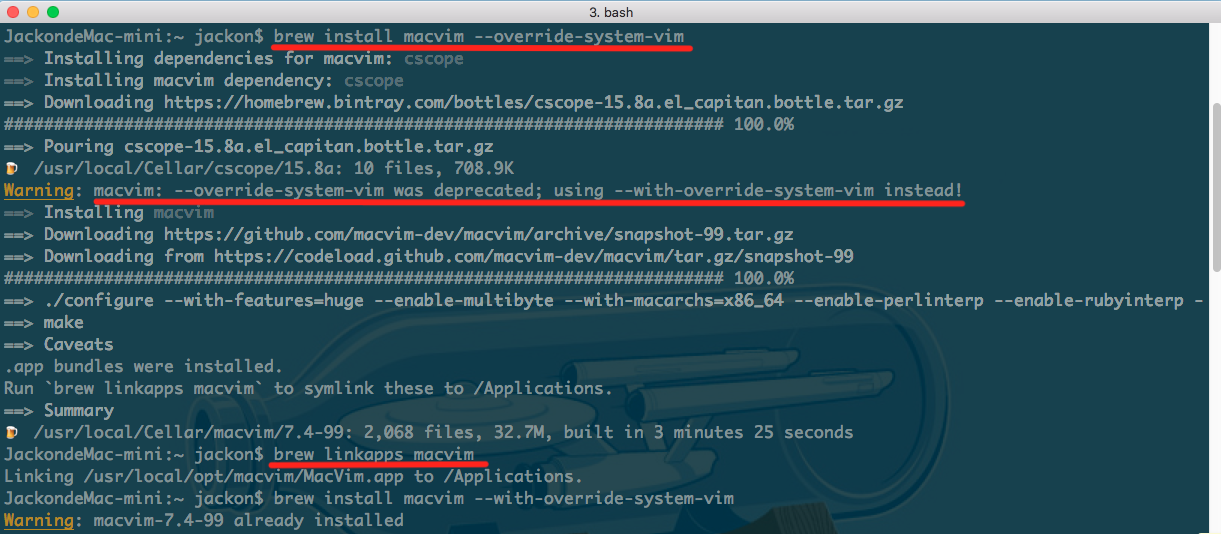 3. bash
JackondeMac-mini:~ jackon$ brew install macvim --override-system-vim
==> Installing dependencies for macvim: cscope
==> Installing macvim dependency: cscope
==> Downloading https://homebrew.bintray.com/bottles/cscope-15.8a.el_capitan.bottle.tar.gz
######################################################################## 100.0%
==> Pouring cscope-15.8a.el_capitan.bottle.tar.gz
🍺  /usr/local/Cellar/cscope/15.8a: 10 files, 708.9K
Warning: macvim: --override-system-vim was deprecated; using --with-override-system-vim instead!
==> Installing macvim
==> Downloading https://github.com/macvim-dev/macvim/archive/snapshot-99.tar.gz
==> Downloading from https://codeload.github.com/macvim-dev/macvim/tar.gz/snapshot-99
######################################################################## 100.0%
==> ./configure --with-features=huge --enable-multibyte --with-macarchs=x86_64 --enable-perlinterp --enable-rubyinterp -
==> make
==> Caveats
.app bundles were installed.
Run `brew linkapps macvim` to symlink these to /Applications.
==> Summary
🍺  /usr/local/Cellar/macvim/7.4-99: 2,068 files, 32.7M, built in 3 minutes 25 seconds
JackondeMac-mini:~ jackon$ brew linkapps macvim
Linking /usr/local/opt/macvim/MacVim.app to /Applications.
JackondeMac-mini:~ jackon$ brew install macvim --with-override-system-vim
Warning: macvim-7.4-99 already installed